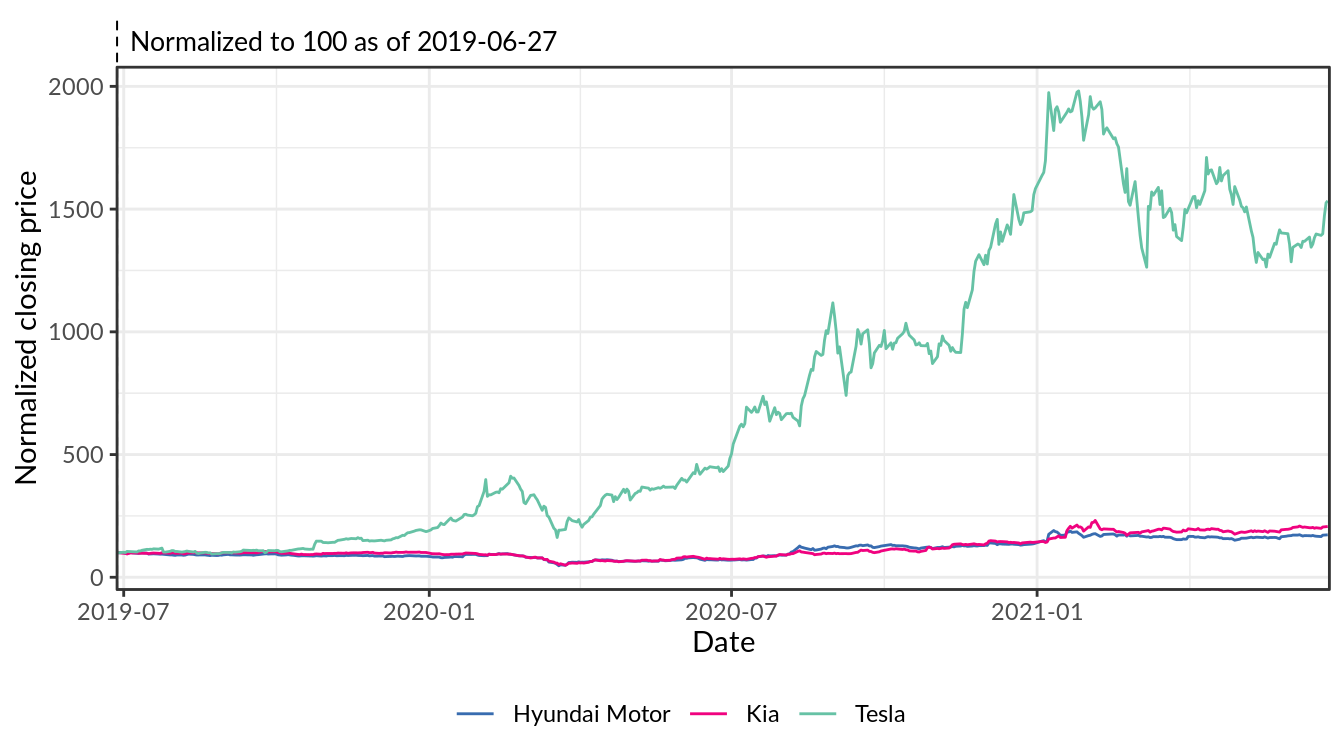 Normalized to 100 as of 2019-06-27
Normalized closing price
2000
1500
1000
500
0
2019-07 2020-01 2020-07 2021-01
Date
Hyundai Motor Kia Tesla